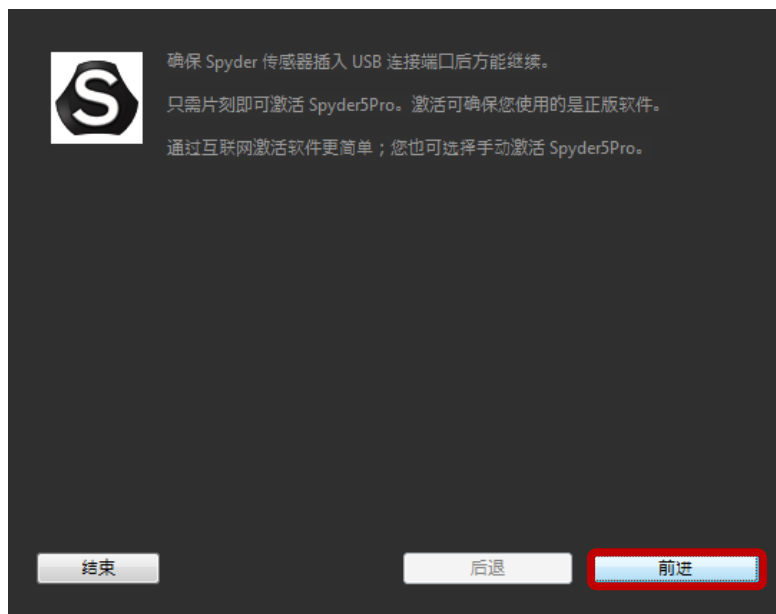 确保 Spyder 传感器插入 USB 连接端口后方能继续。
只需片刻即可激活 Spyder5Pro。激活可确保您使用的是正版软件。
通过互联网激活软件更简单；您也可选择手动激活 Spyder5Pro。
S
结束
后退
前进